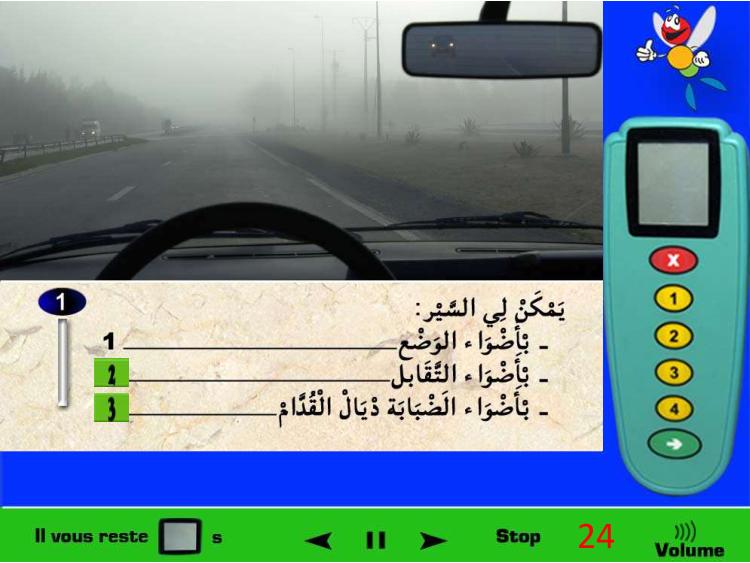 X
1
2
3
4
1
يَمْكَنْ لِي السَّيْر:
ـ بْأَضْوَاء الوَضْع 1
ـ بْأَضْوَاء التَّقَابل 2
ـ بْأَضْوَاء الَضْبَابَة دْيَالْ الْقُدَّامْ 3
Il vous reste s
Stop
24
Volume